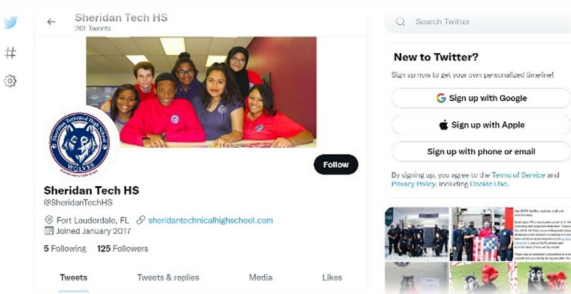 Sheridan Tech HS
761 Tweets
Search Twitter
New to Twitter?
Sign up now to get your own personalized timeline!
Sign up with Google
Sign up with Apple
Sign up with phone or email
By signing up, you agree to the Terms of Service and
Privacy Policy, including Cookie Use.
WOLVES
Follow
Sheridan Tech HS
@SheridanTechHS
Fort Lauderdale, FL sheridantechnicalhighschool.com
Joined January 2017
5 Following 125 Followers
Tweets Tweets & replies Media Likes